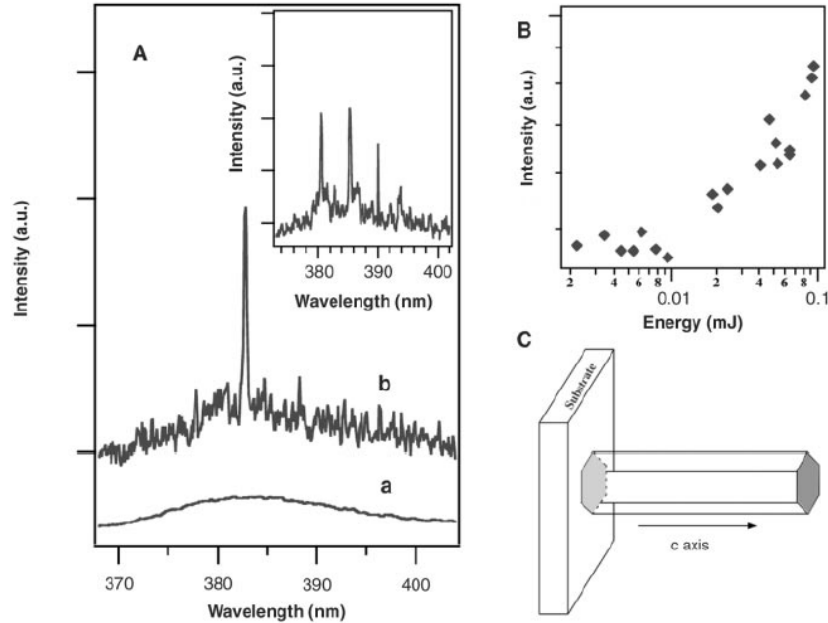 A
Intensity (a.u.)
b
a
370 380 390 400
Wavelength (nm)
Intensity (a.u.)
380 390 400
Wavelength (nm)
B
Intensity (a.u.)
2 4 6 8 2 4 6 8
0.01 0.1
Energy (mJ)
C
Substrate
c axis